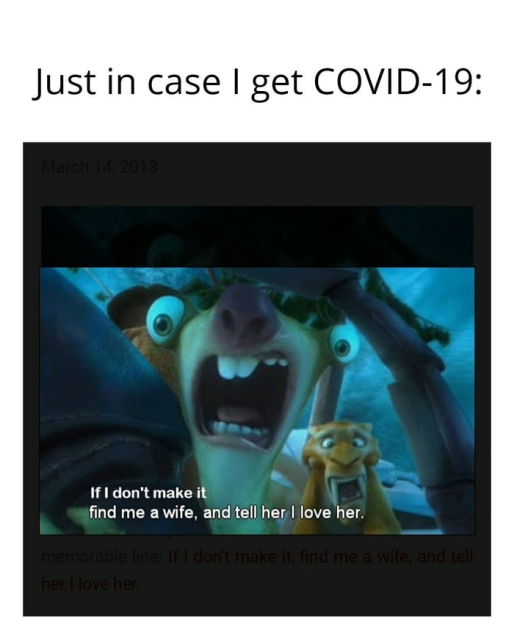 Just in case I get COVID-19:
March 14, 2013
If I don't make it
find me a wife, and tell her I love her.
memorable line: If I don't make it, find me a wife, and tell
her I love her.